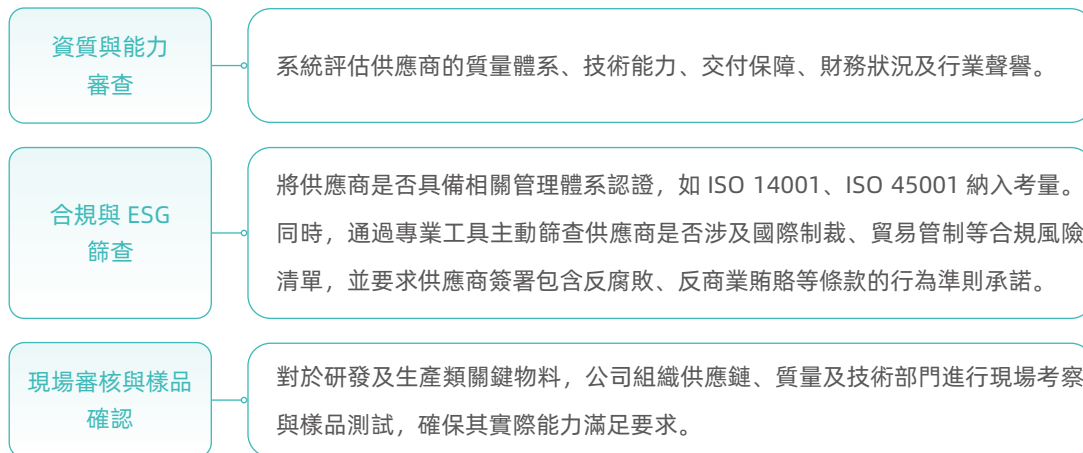 資質與能力
審查
系統評估供應商的質量體系、技術能力、交付保障、財務狀況及行業聲譽。
合規與 ESG
篩查
將供應商是否具備相關管理體系認證，如 ISO 14001、ISO 45001 納入考量。
同時，通過專業工具主動篩查供應商是否涉及國際制裁、貿易管制等合規風險
清單，並要求供應商簽署包含反腐敗、反商業賄賂等條款的行為準則承諾。
現場審核與樣品
確認
對於研發及生產類關鍵物料，公司組織供應鏈、質量及技術部門進行現場考察
與樣品測試，確保其實際能力滿足要求。